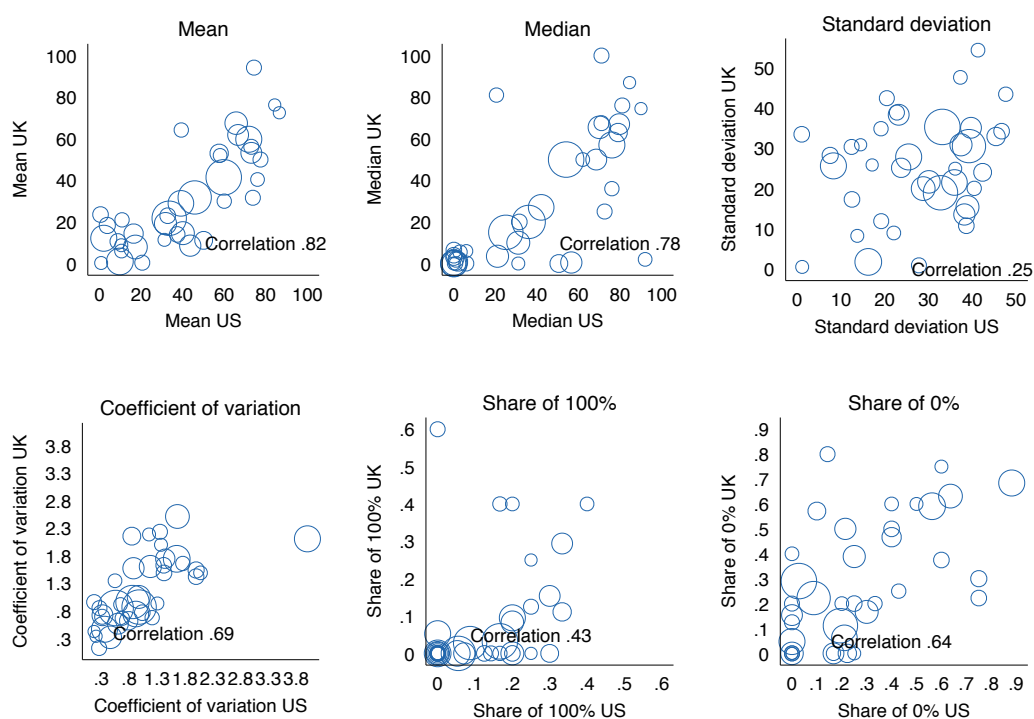 Mean
Mean UK
100
80
60
40
20
0
Correlation .82
0 20 40 60 80 100
Mean US
Median
Median UK
100
80
60
40
20
0
Correlation .78
0 20 40 60 80 100
Median US
Standard deviation
Standard deviation UK
50
40
30
20
10
0
Correlation .25
0 10 20 30 40 50
Standard deviation US
Coefficient of variation
Coefficient of variation UK
3.8
3.3
2.8
2.3
1.8
1.3
.8
.3
Correlation .69
.3 .8 1.3 1.8 2.3 2.8 3.3 3.8
Coefficient of variation US
Share of 100%
Share of 100% UK
.6
.5
.4
.3
.2
.1
0
Correlation .43
0 .1 .2 .3 .4 .5 .6
Share of 100% US
Share of 0%
Share of 0% UK
.9
.8
.7
.6
.5
.4
.3
.2
.1
0
Correlation .64
0 .1 .2 .3 .4 .5 .6 .7 .8 .9
Share of 0% US